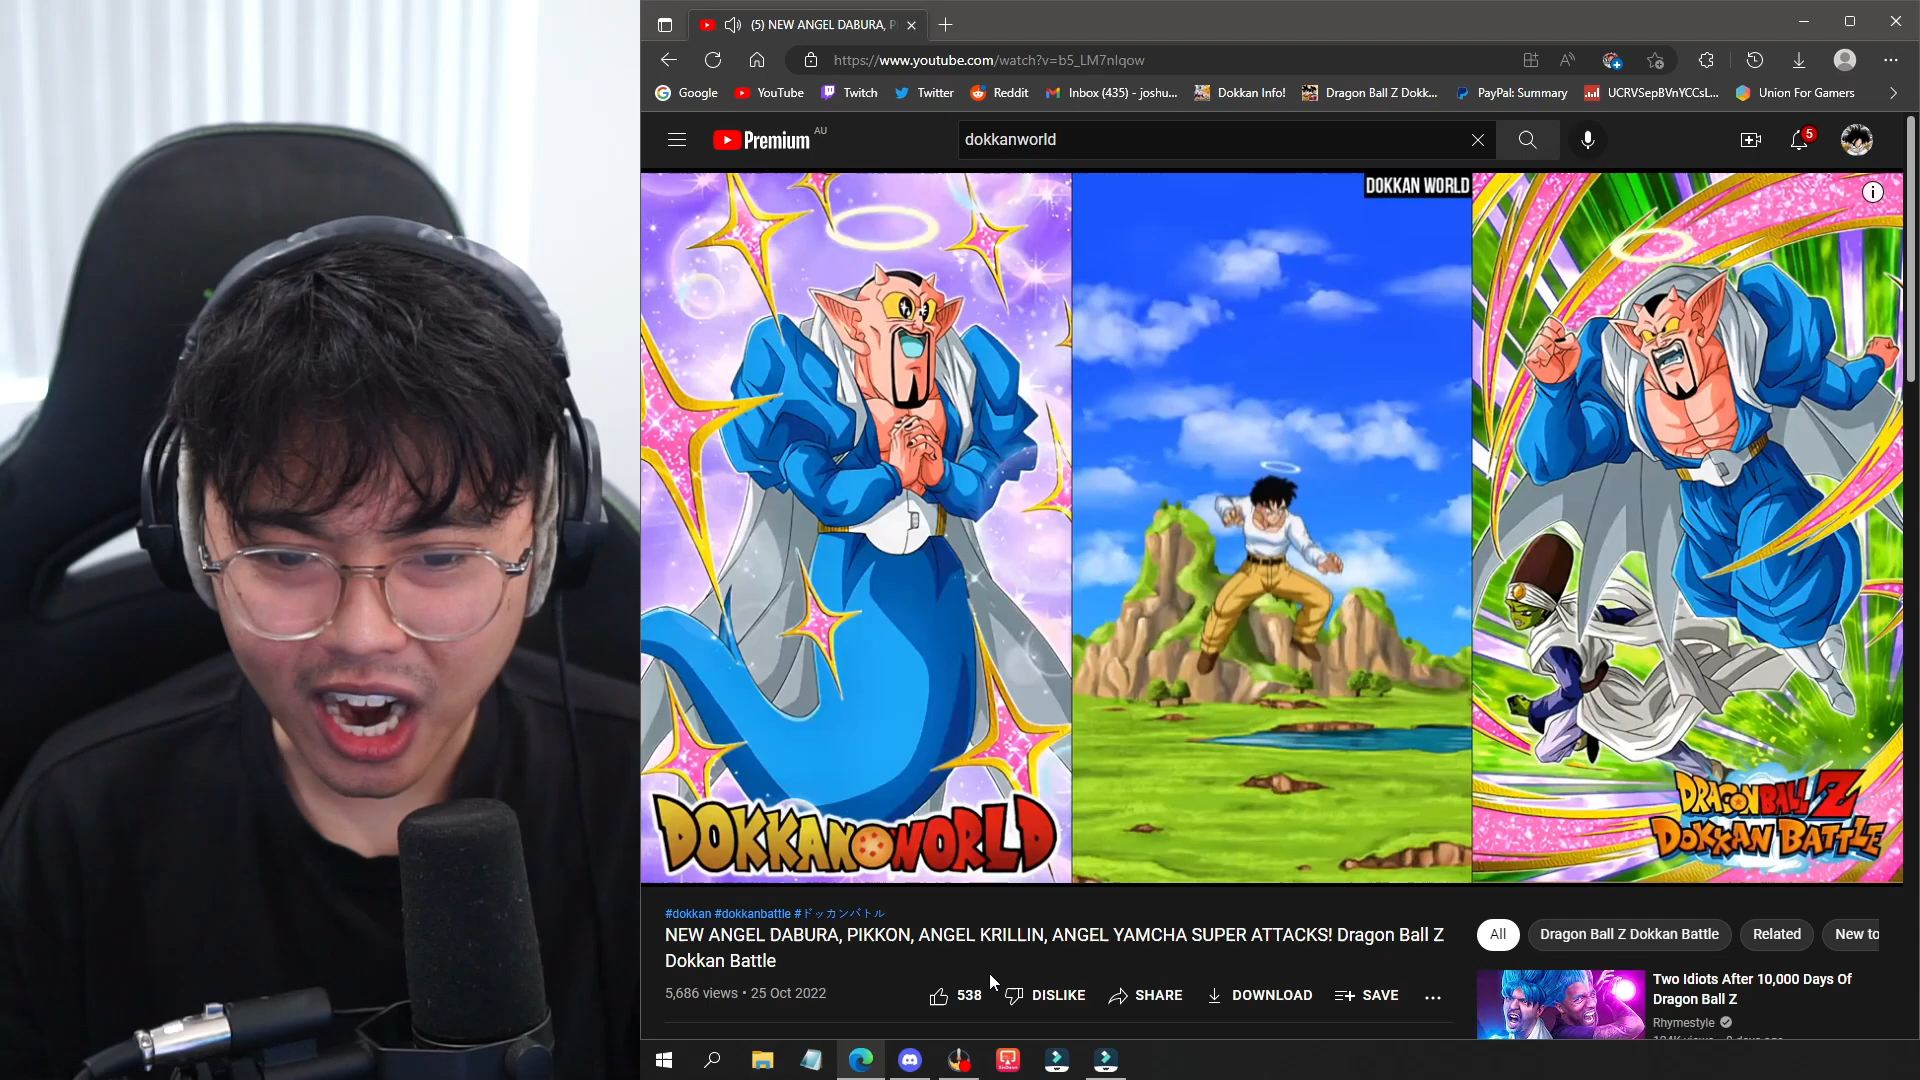 (5) NEW ANGEL DABURA, P
https://www.youtube.com/watch?v=b5_LM7nIqow
Google
YouTube
Twitch
Twitter
Reddit
Inbox (435) - joshu...
Dokkan Info!
Dragon Ball Z Dokk...
PayPal: Summary
UCRVSepBVnYCCsL...
Union For Gamers
Premium AU
dokkanworld
5
DOKKAN WORLD
DOKKAN WORLD
DRAGON BALL Z
DOKKAN BATTLE
#dokkan #dokkanbattle #ドッカンバトル
NEW ANGEL DABURA, PIKKON, ANGEL KRILLIN, ANGEL YAMCHA SUPER ATTACKS! Dragon Ball Z
Dokkan Battle
5,686 views • 25 Oct 2022
538
DISLIKE
SHARE
DOWNLOAD
SAVE
All
Dragon Ball Z Dokkan Battle
Related
New to
Two Idiots After 10,000 Days Of
Dragon Ball Z
Rhymestyle